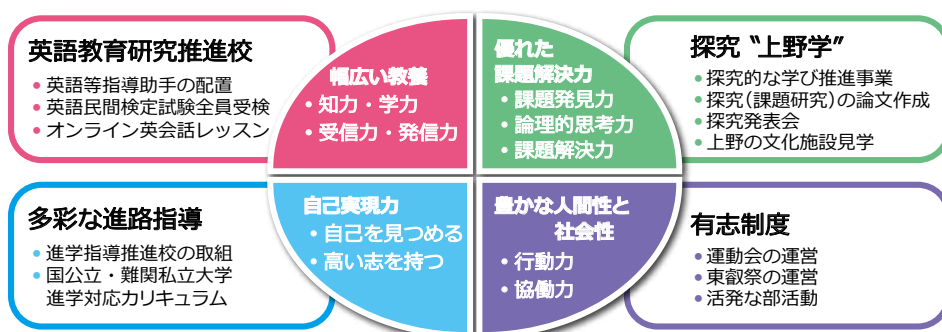 英語教育研究推進校
• 英語等指導助手の配置
• 英語民間検定試験全員受検
• オンライン英会話レッスン
幅広い教養
• 知力・学力
• 受信力・発信力
優れた
課題解決力
• 課題発見力
• 論理的思考力
• 課題解決力
探究〝上野学〟
• 探究的な学び推進事業
• 探究(課題研究)の論文作成
• 探究発表会
• 上野の文化施設見学
多彩な進路指導
• 進学指導推進校の取組
• 国公立・難関私立大学
進学対応カリキュラム
自己実現力
• 自己を見つめる
• 高い志を持つ
豊かな人間性と
社会性
• 行動力
• 協働力
有志制度
• 運動会の運営
• 東叡祭の運営
• 活発な部活動